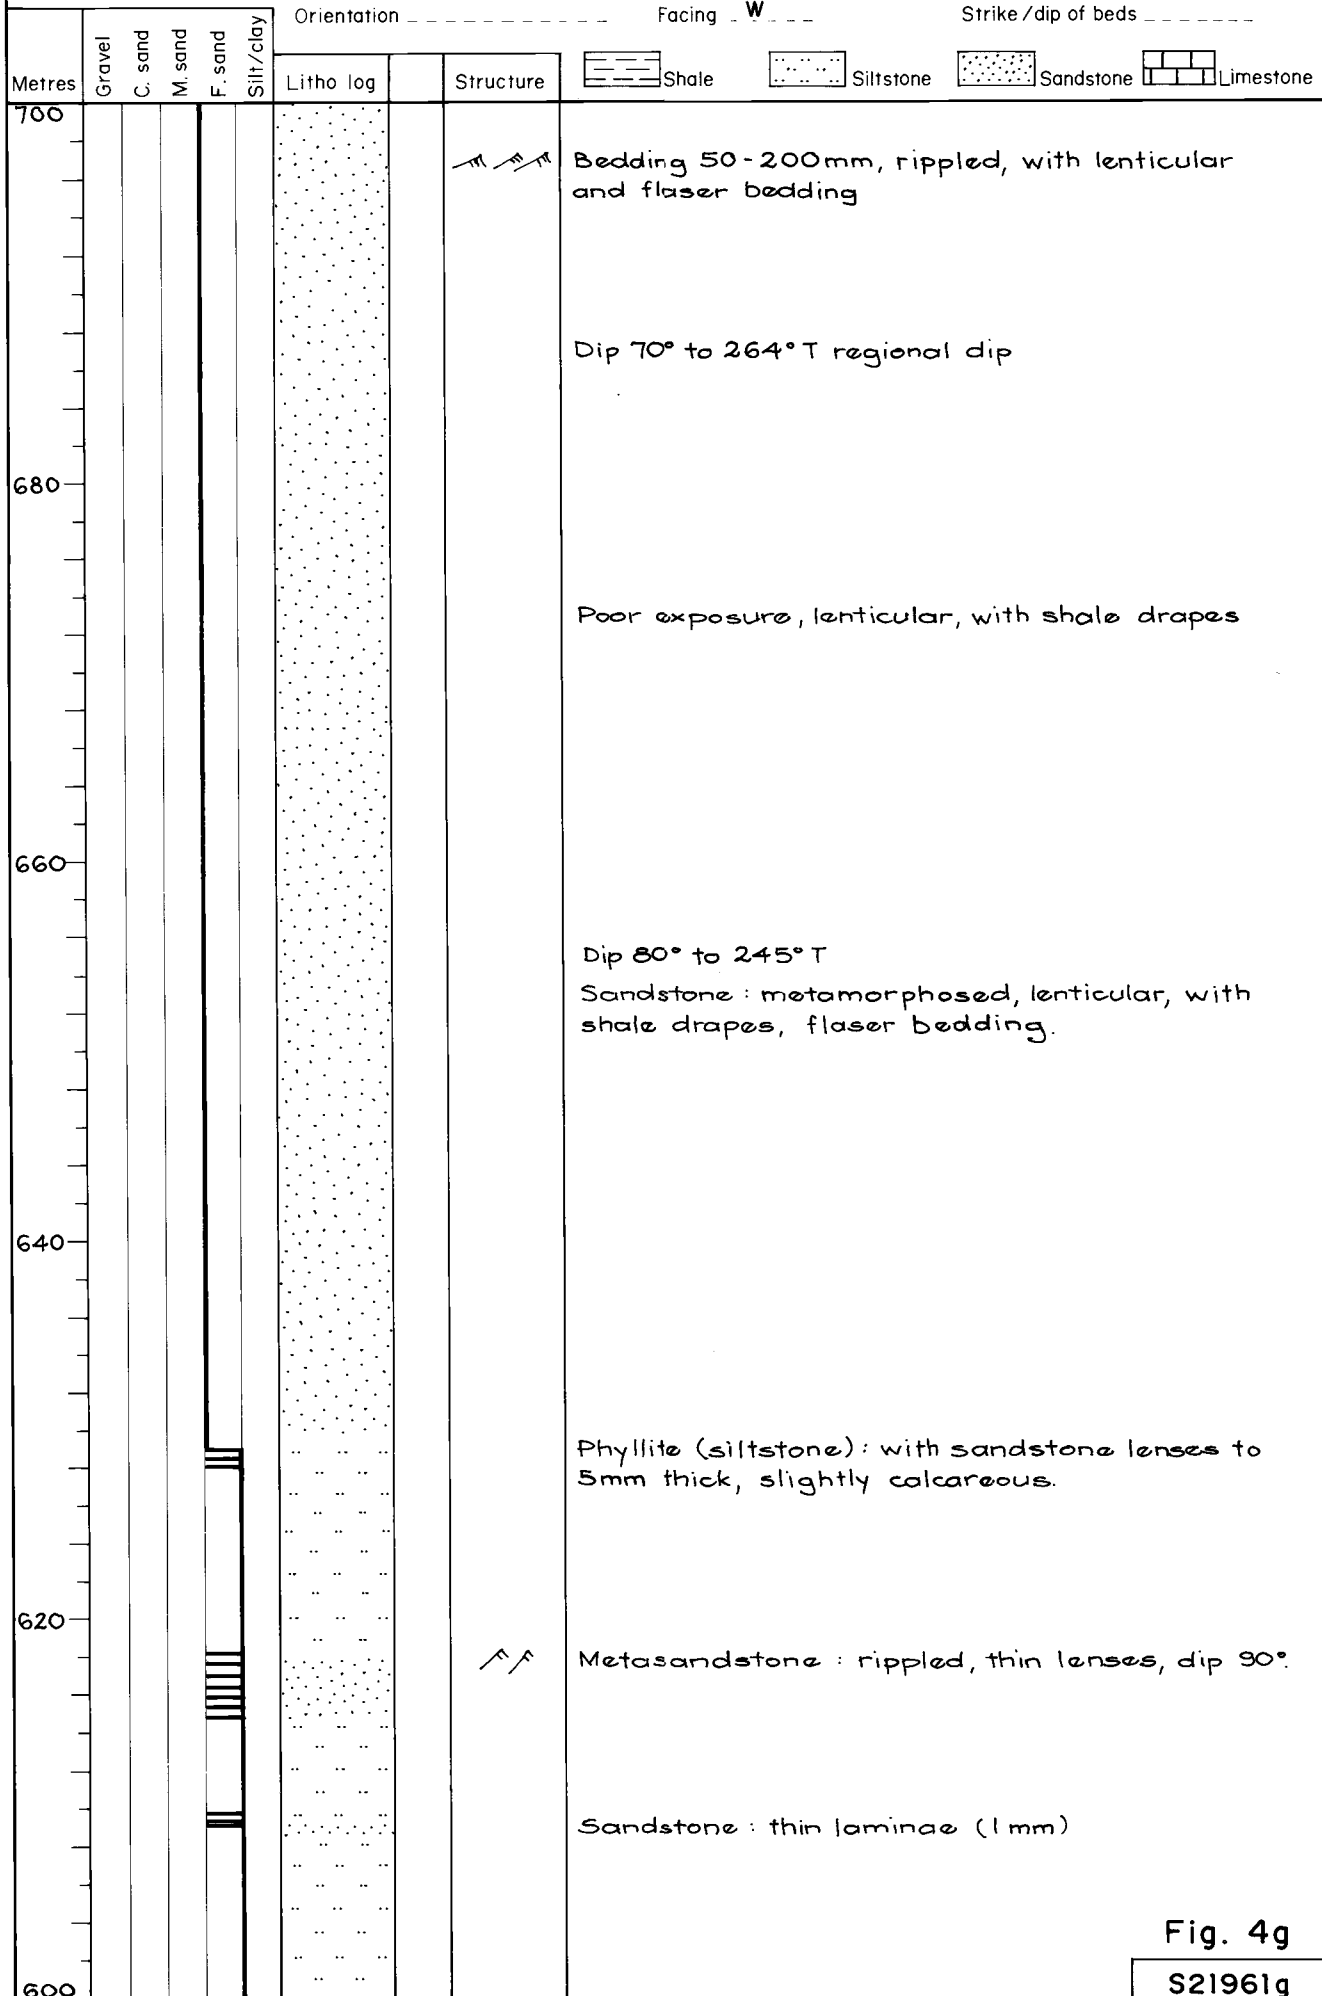 Orientation Facing W Strike/dip of beds
Metres Gravel C. sand M. sand F. sand Silt/clay Litho log Structure Shale Siltstone Sandstone Limestone
700
Bedding 50-200mm, rippled, with lenticular
and flaser bedding
Dip 70° to 264° T regional dip
680
Poor exposure, lenticular, with shale drapes
660
Dip 80° to 245° T
Sandstone : metamorphosed, lenticular, with
shale drapes, flaser bedding.
640
Phyllite (siltstone): with sandstone lenses to
5mm thick, slightly calcareous.
620
Metasandstone : rippled, thin lenses, dip 90°.
Sandstone : thin laminae (1 mm)
Fig. 4g
S21961g
600